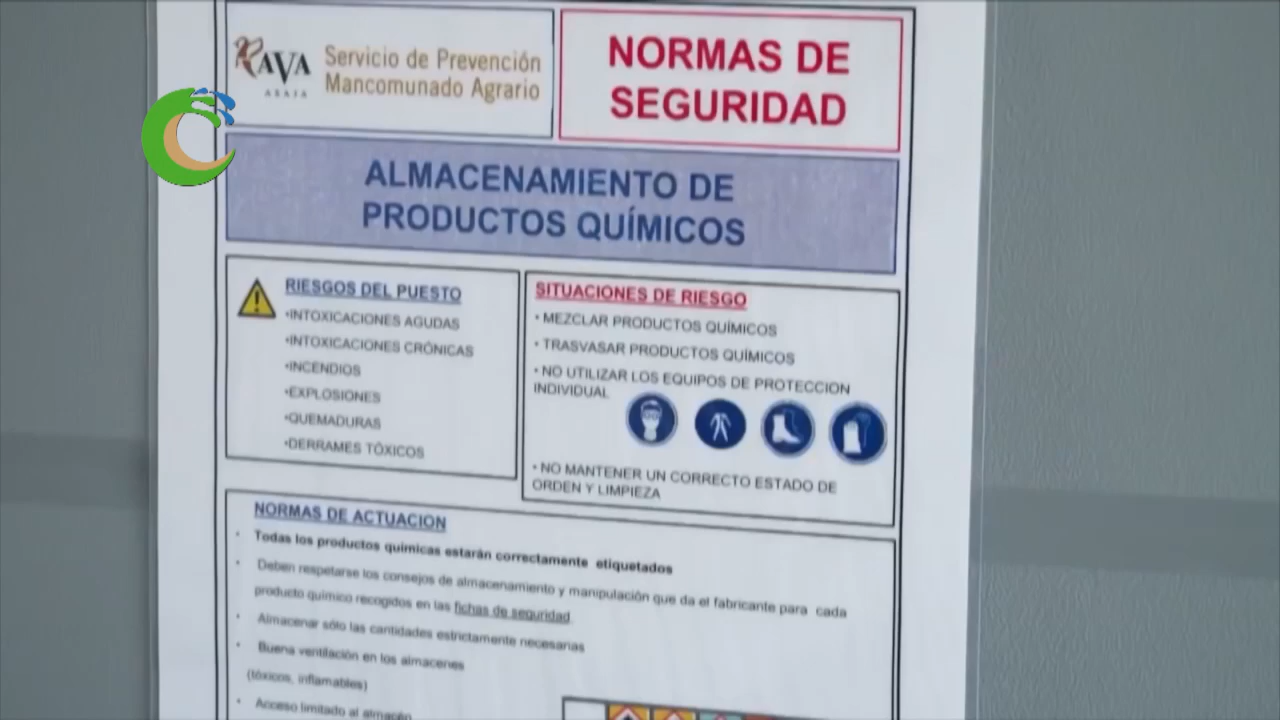 RAVA
ASAJA
Servicio de Prevención
Mancomunado Agrario
NORMAS DE
SEGURIDAD
ALMACENAMIENTO DE
PRODUCTOS QUÍMICOS
RIESGOS DEL PUESTO
•INTOXICACIONES AGUDAS
•INTOXICACIONES CRÓNICAS
•INCENDIOS
•EXPLOSIONES
•QUEMADURAS
•DERRAMES TÓXICOS
SITUACIONES DE RIESGO
• MEZCLAR PRODUCTOS QUÍMICOS
• TRASVASAR PRODUCTOS QUÍMICOS
• NO UTILIZAR LOS EQUIPOS DE PROTECCION
INDIVIDUAL
• NO MANTENER UN CORRECTO ESTADO DE
ORDEN Y LIMPIEZA
NORMAS DE ACTUACION
• Todas los productos quimicas estarán correctamente etiquetados
• Deben respetarse los consejos de almacenamiento y manipulación que da el fabricante para cada
producto químico recogidos en las fichas de seguridad
• Almacenar sólo las cantidades estrictamente necesarias
• Buena ventilación en los almacenes
(tóxicos, inflamables)
• Acceso limitado al almacén